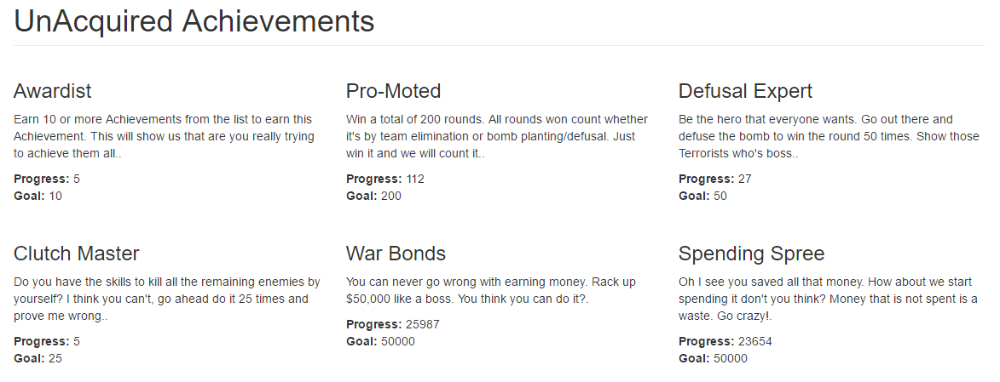 UnAcquired Achievements
Awardist
Earn 10 or more Achievements from the list to earn this
Achievement. This will show us that are you really trying
to achieve them all..
Progress: 5
Goal: 10
Pro-Moted
Win a total of 200 rounds. All rounds won count whether
it's by team elimination or bomb planting/defusal. Just
win it and we will count it..
Progress: 112
Goal: 200
Defusal Expert
Be the hero that everyone wants. Go out there and
defuse the bomb to win the round 50 times. Show those
Terrorists who's boss..
Progress: 27
Goal: 50
Clutch Master
Do you have the skills to kill all the remaining enemies by
yourself? I think you can't, go ahead do it 25 times and
prove me wrong..
Progress: 5
Goal: 25
War Bonds
You can never go wrong with earning money. Rack up
$50,000 like a boss. You think you can do it?.
Progress: 25987
Goal: 50000
Spending Spree
Oh I see you saved all that money. How about we start
spending it don't you think? Money that is not spent is a
waste. Go crazy!.
Progress: 23654
Goal: 50000